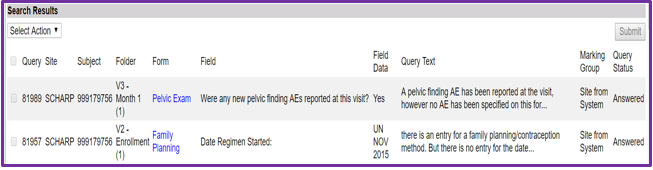 Search Results
Select Action ▼
Submit
Query Site Subject Folder Form Field Field Data Query Text Marking Group Query Status
81989 SCHARP 999179756 V3 - Month 1 (1) Pelvic Exam Were any new pelvic finding AEs reported at this visit? Yes A pelvic finding AE has been reported at the visit, however no AE has been specified on this for... Site from System Answered
81957 SCHARP 999179756 V2 - Enrollment (1) Family Planning Date Regimen Started: UN NOV 2015 there is an entry for a family planning/contraception method. But there is no entry for the date... Site from System Answered